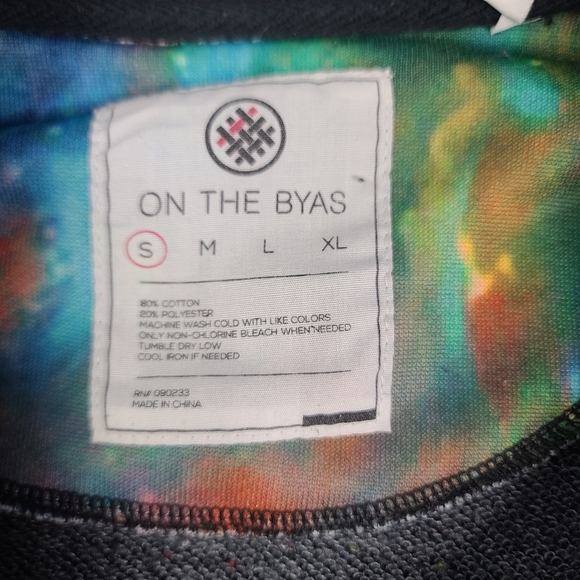 ON THE BYAS
S M L XL
80% COTTON
20% POLYESTER
MACHINE WASH COLD WITH LIKE COLORS
ONLY NON-CHLORINE BLEACH WHEN NEEDED
TUMBLE DRY LOW
COOL IRON IF NEEDED
RN# 090233
MADE IN CHINA